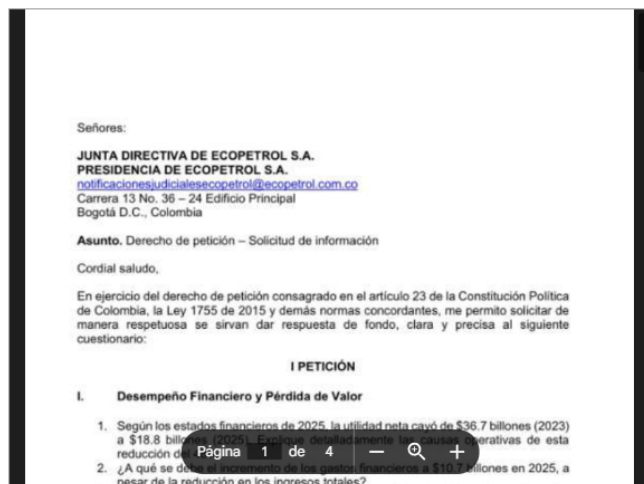 Señores:
JUNTA DIRECTIVA DE ECOPETROL S.A.
PRESIDENCIA DE ECOPETROL S.A.
notificacionesjudicialesecopetrol@ecopetrol.com.co
Carrera 13 No. 36 – 24 Edificio Principal
Bogotá D.C., Colombia
Asunto. Derecho de petición – Solicitud de información
Cordial saludo,
En ejercicio del derecho de petición consagrado en el artículo 23 de la Constitución Política
de Colombia, la Ley 1755 de 2015 y demás normas concordantes, me permito solicitar de
manera respetuosa se sirvan dar respuesta de fondo, clara y precisa al siguiente
cuestionario:
I PETICIÓN
I. Desempeño Financiero y Pérdida de Valor
1. Según los estados financieros de 2025, la utilidad neta cayó de $36.7 billones (2023)
a $18.8 billones (2025). Explique detalladamente las causas operativas de esta
reducción del
Página 1 de 4
2. ¿A qué se debe el incremento de los gastos financieros a $10.7 billones en 2025, a
pesar de la reducción en los ingresos totales?